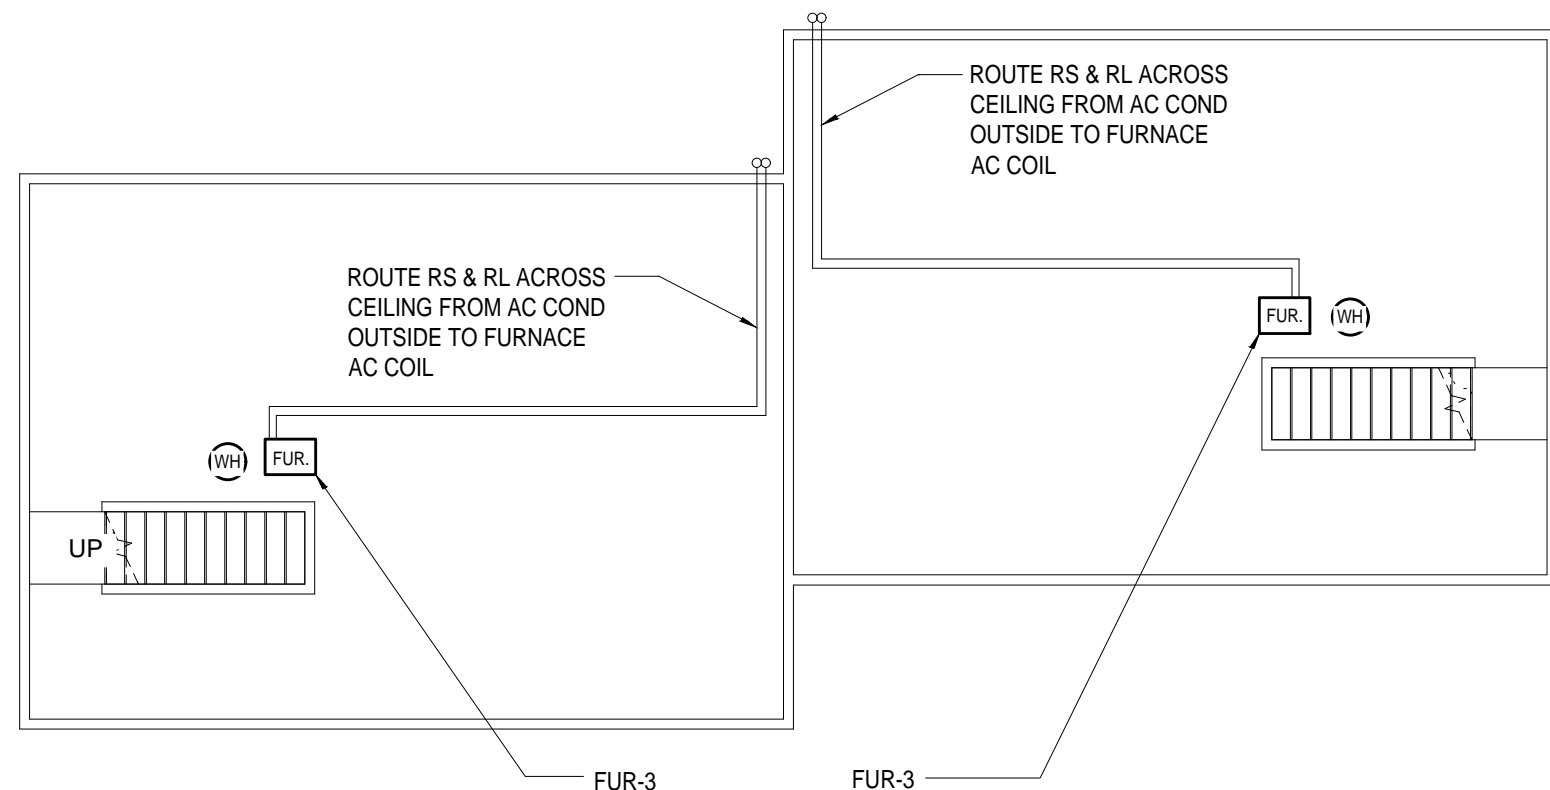 ROUTE RS & RL ACROSS
CEILING FROM AC COND
OUTSIDE TO FURNACE
AC COIL
ROUTE RS & RL ACROSS
CEILING FROM AC COND
OUTSIDE TO FURNACE
AC COIL
FUR.
WH
WH
FUR.
UP
FUR-3
FUR-3